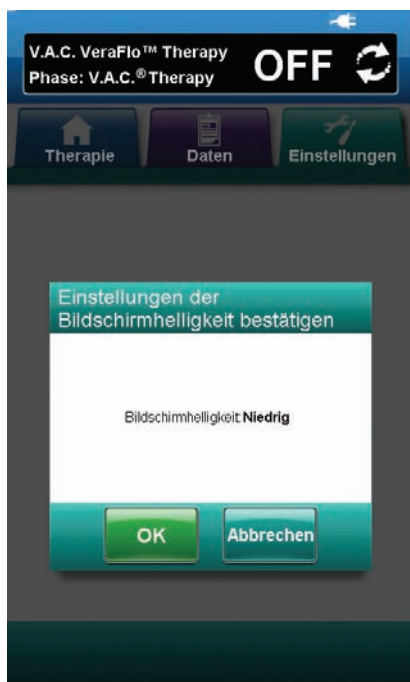 V.A.C. VeraFlo™ Therapy
Phase: V.A.C.® Therapy
OFF
Therapie
Daten
Einstellungen
Einstellungen der
Bildschirmhelligkeit bestätigen
Bildschirmhelligkeit: Niedrig
OK
Abbrechen